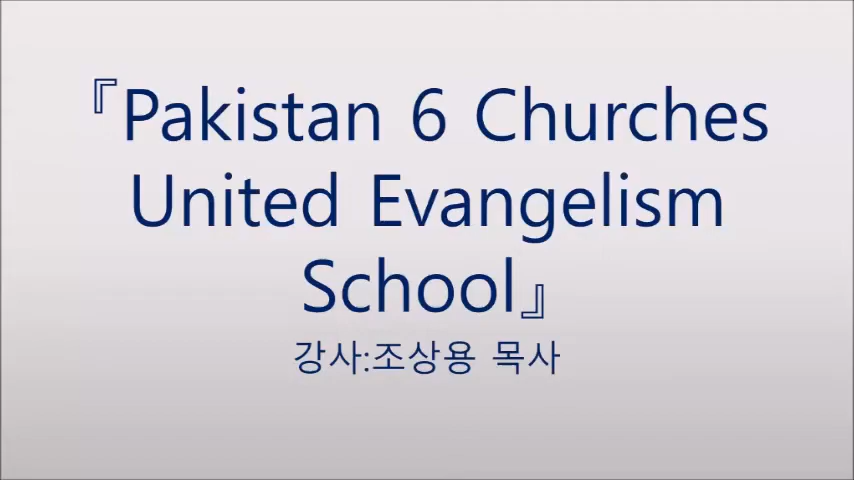 『Pakistan 6 Churches
United Evangelism
School』
강사:조상용 목사